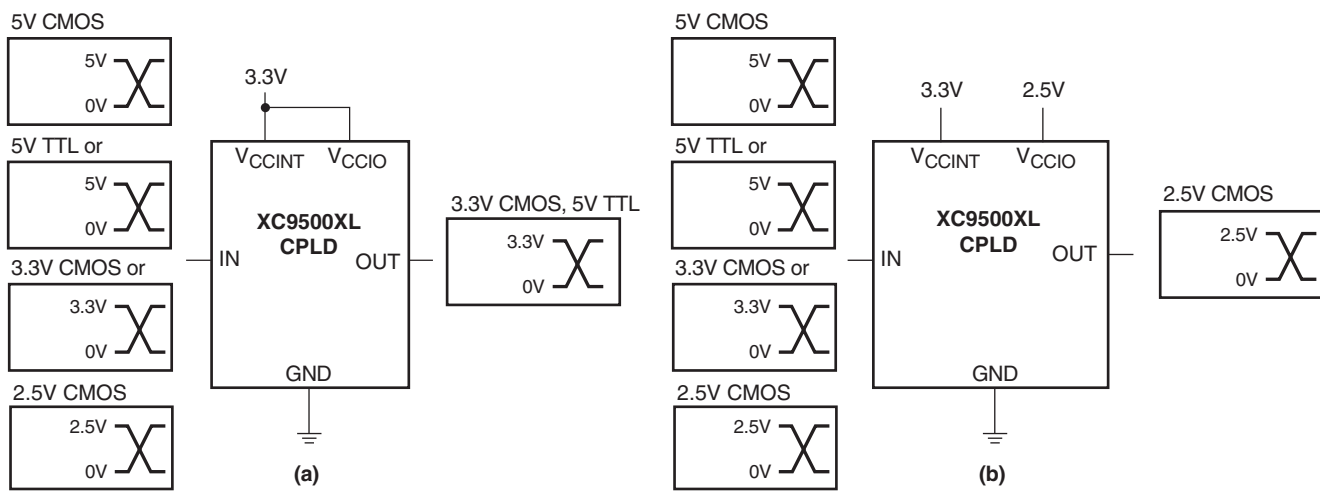 5V CMOS
5V
0V
5V TTL or
5V
0V
3.3V CMOS or
3.3V
0V
2.5V CMOS
2.5V
0V
3.3V
VCCINT VCCIO
XC9500XL
CPLD
IN
OUT
GND
3.3V CMOS, 5V TTL
3.3V
0V
(a)
5V CMOS
5V
0V
5V TTL or
5V
0V
3.3V CMOS or
3.3V
0V
2.5V CMOS
2.5V
0V
3.3V 2.5V
VCCINT VCCIO
XC9500XL
CPLD
IN
OUT
GND
2.5V CMOS
2.5V
0V
(b)